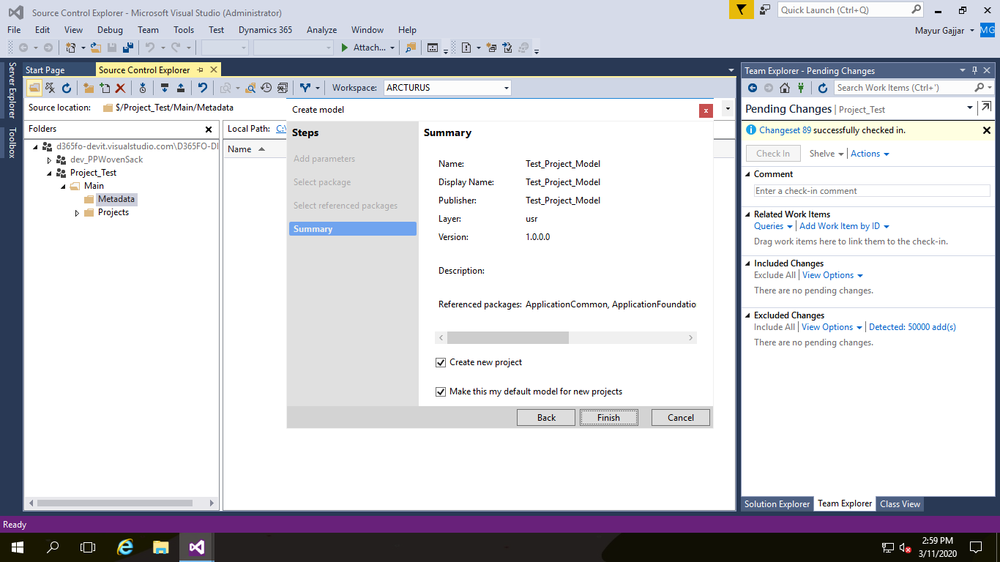 Source Control Explorer - Microsoft Visual Studio (Administrator)
Quick Launch (Ctrl+Q)
File Edit View Debug Team Tools Test Dynamics 365 Analyze Window Help
Mayur Gajjar MG
Attach...
Server Explorer
Toolbox
Start Page
Source Control Explorer
Workspace: ARCTURUS
Source location: $/Project_Test/Main/Metadata
Folders
Local Path: C:\
Name
d365fo-devit.visualstudio.com\D365FO-DI
dev_PPWovenSack
Project_Test
Main
Metadata
Projects
Create model
x
Steps
Add parameters
Select package
Select referenced packages
Summary
Summary
Name: Test_Project_Model
Display Name: Test_Project_Model
Publisher: Test_Project_Model
Layer: usr
Version: 1.0.0.0
Description:
Referenced packages: ApplicationCommon, ApplicationFoundatio
Create new project
Make this my default model for new projects
Back Finish Cancel
Team Explorer - Pending Changes
Search Work Items (Ctrl+')
Pending Changes | Project_Test
Changeset 89 successfully checked in.
Check In Shelve Actions
Comment
Enter a check-in comment
Related Work Items
Queries Add Work Item by ID
Drag work items here to link them to the check-in.
Included Changes
Exclude All View Options
There are no pending changes.
Excluded Changes
Include All View Options Detected: 50000 add(s)
There are no pending changes.
Solution Explorer Team Explorer Class View
Ready
2:59 PM
3/11/2020